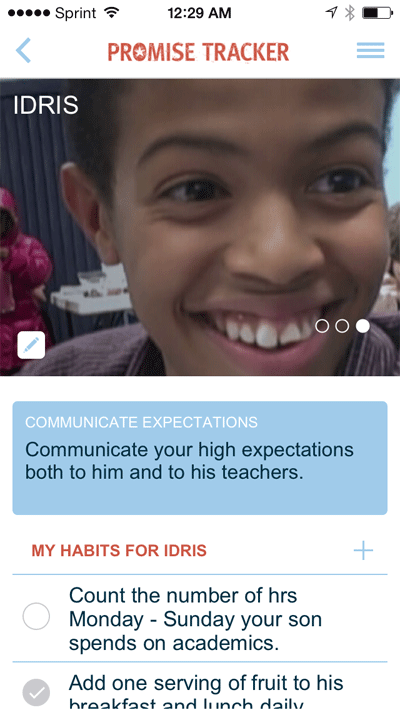 Sprint 12:29 AM
PROMISE TRACKER
IDRIS
COMMUNICATE EXPECTATIONS
Communicate your high expectations
both to him and to his teachers.
MY HABITS FOR IDRIS
Count the number of hrs
Monday - Sunday your son
spends on academics.
Add one serving of fruit to his
breakfast and lunch daily